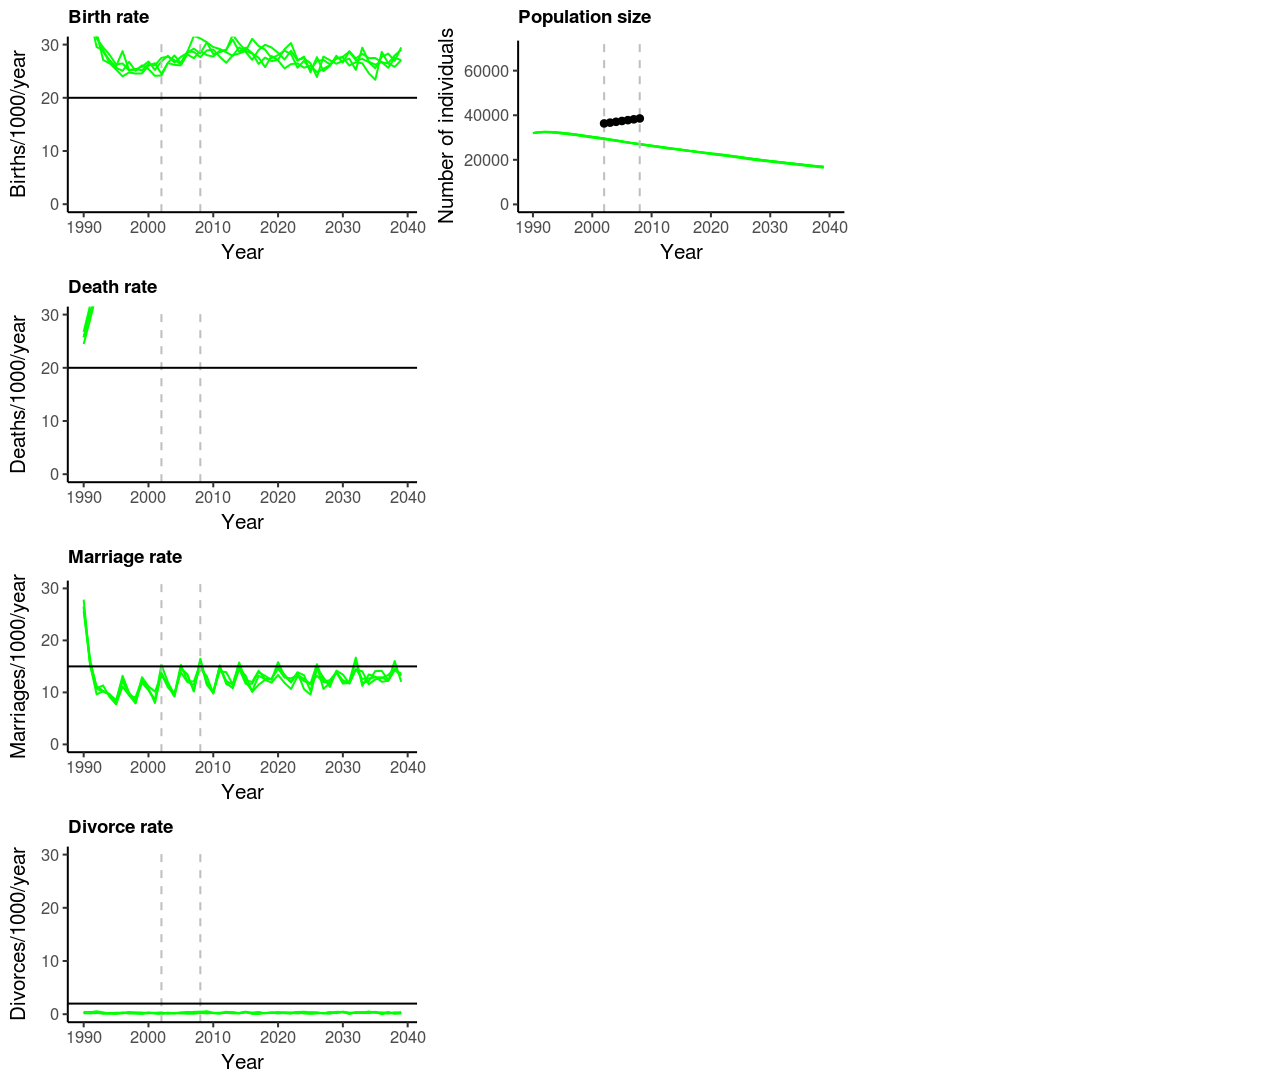 Birth rate
Births/1000/year
30
20
10
0
1990 2000 2010 2020 2030 2040
Year
Population size
Number of individuals
60000
40000
20000
0
1990 2000 2010 2020 2030 2040
Year
Death rate
Deaths/1000/year
30
20
10
0
1990 2000 2010 2020 2030 2040
Year
Marriage rate
Marriages/1000/year
30
20
10
0
1990 2000 2010 2020 2030 2040
Year
Divorce rate
Divorces/1000/year
30
20
10
0
1990 2000 2010 2020 2030 2040
Year